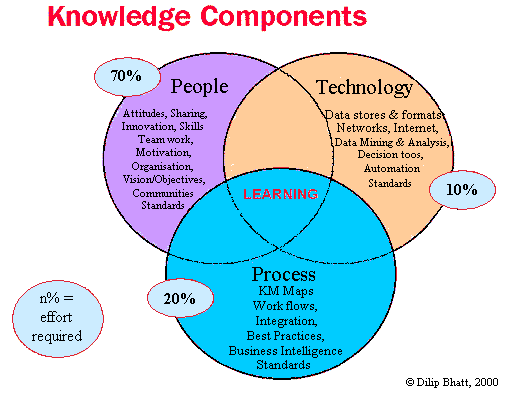 Knowledge Components
70%
People
Attitudes, Sharing,
Innovation, Skills
Team work,
Motivation,
Organisation,
Vision/Objectives,
Communities
Standards
Technology
Data stores & formats
Networks, Internet,
Data Mining & Analysis,
Decision toos,
Automation
Standards
10%
LEARNING
Process
KM Maps
Work flows,
Integration,
Best Practices,
Business Intelligence
Standards
20%
n% =
effort
required
© Dilip Bhatt, 2000